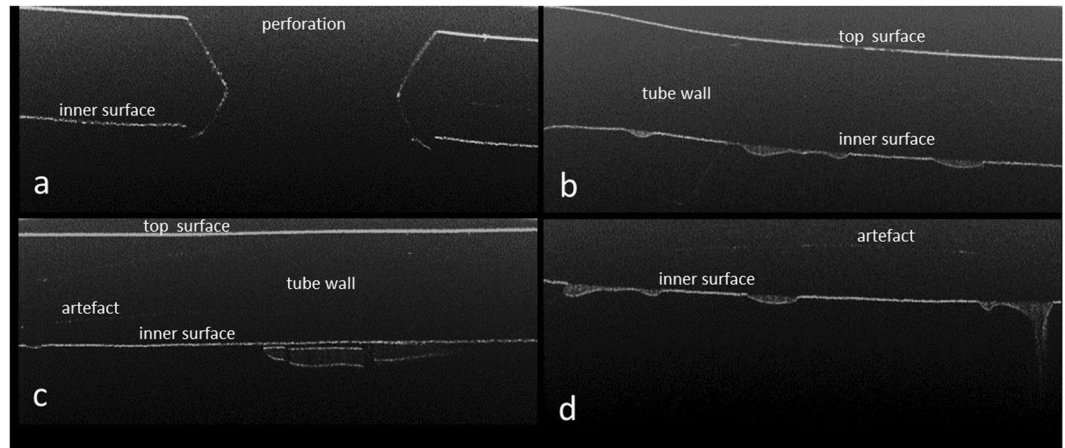 perforation
inner surface
a
top surface
tube wall
inner surface
b
top surface
tube wall
artefact
inner surface
c
artefact
inner surface
d